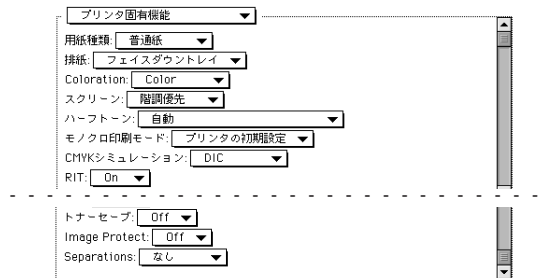 プリンタ固有機能
用紙種類: 普通紙
排紙: フェイスダウントレイ
Coloration: Color
スクリーン: 階調優先
ハーフトーン: 自動
モノクロ印刷モード: プリンタの初期設定
CMYKシミュレーション: DIC
RIT: On
トナーセーブ: Off
Image Protect: Off
Separations: なし